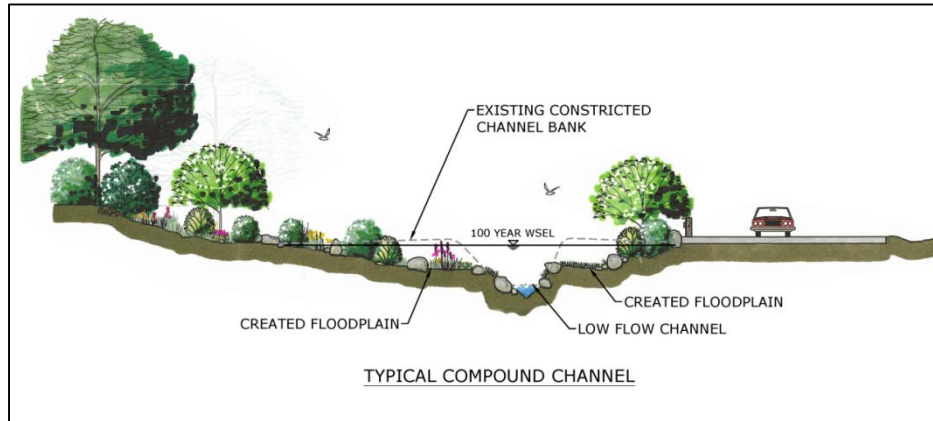 EXISTING CONSTRICTED
CHANNEL BANK
100 YEAR WSEL
CREATED FLOODPLAIN
CREATED FLOODPLAIN
LOW FLOW CHANNEL
TYPICAL COMPOUND CHANNEL